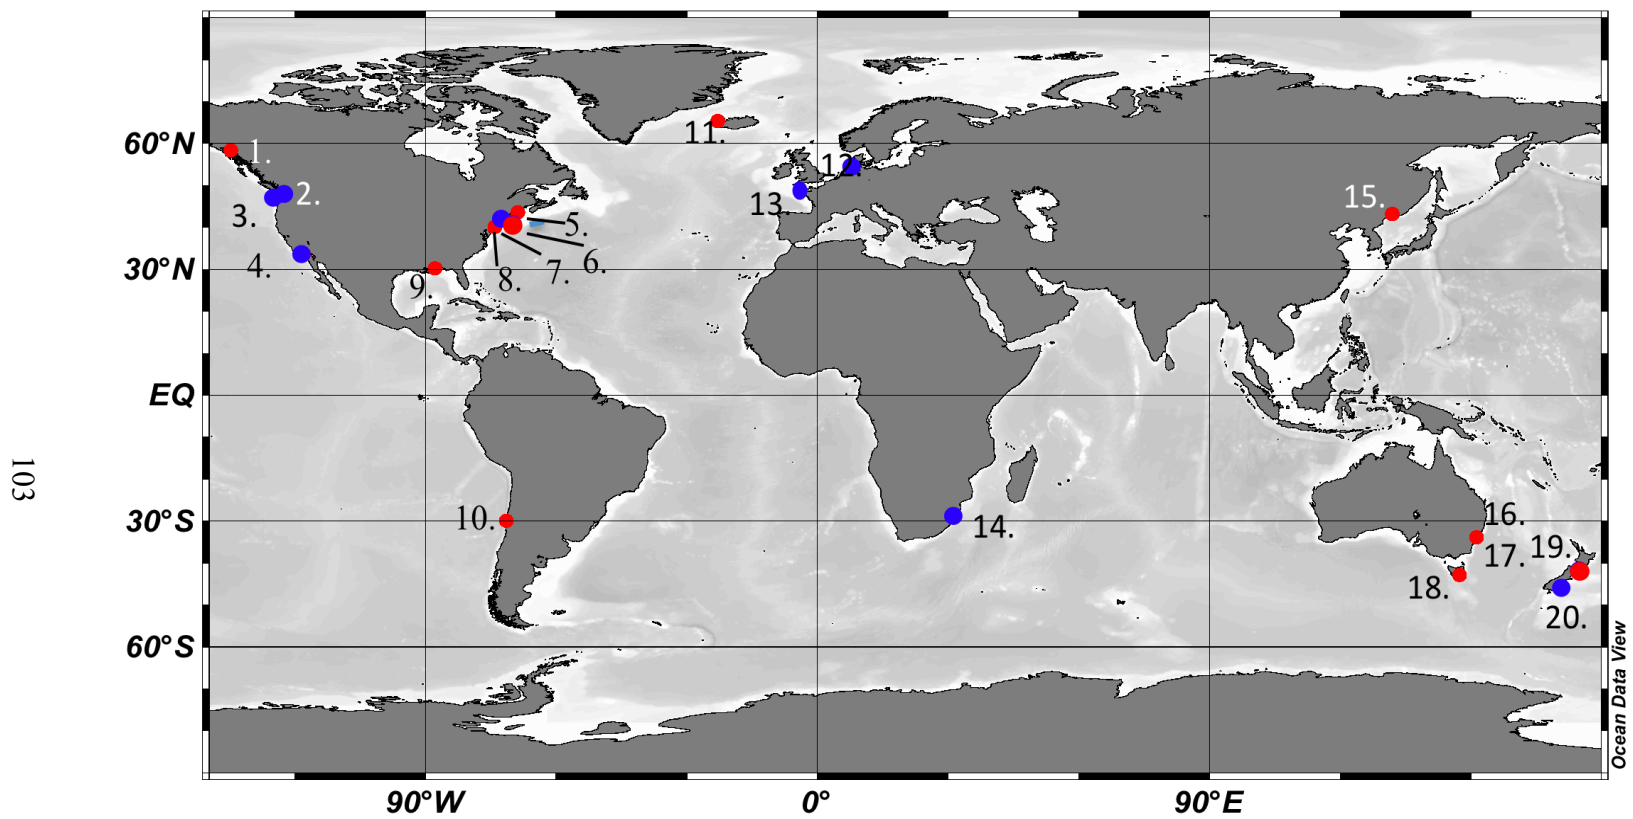 60°N
30°N
EQ
30°S
60°S
90°W
0°
90°E
1.
2.
3.
4.
5.
6.
7.
8.
9.
10.
11.
12.
13
14.
15.
16.
17.
18.
19.
20.
103
Ocean Data View